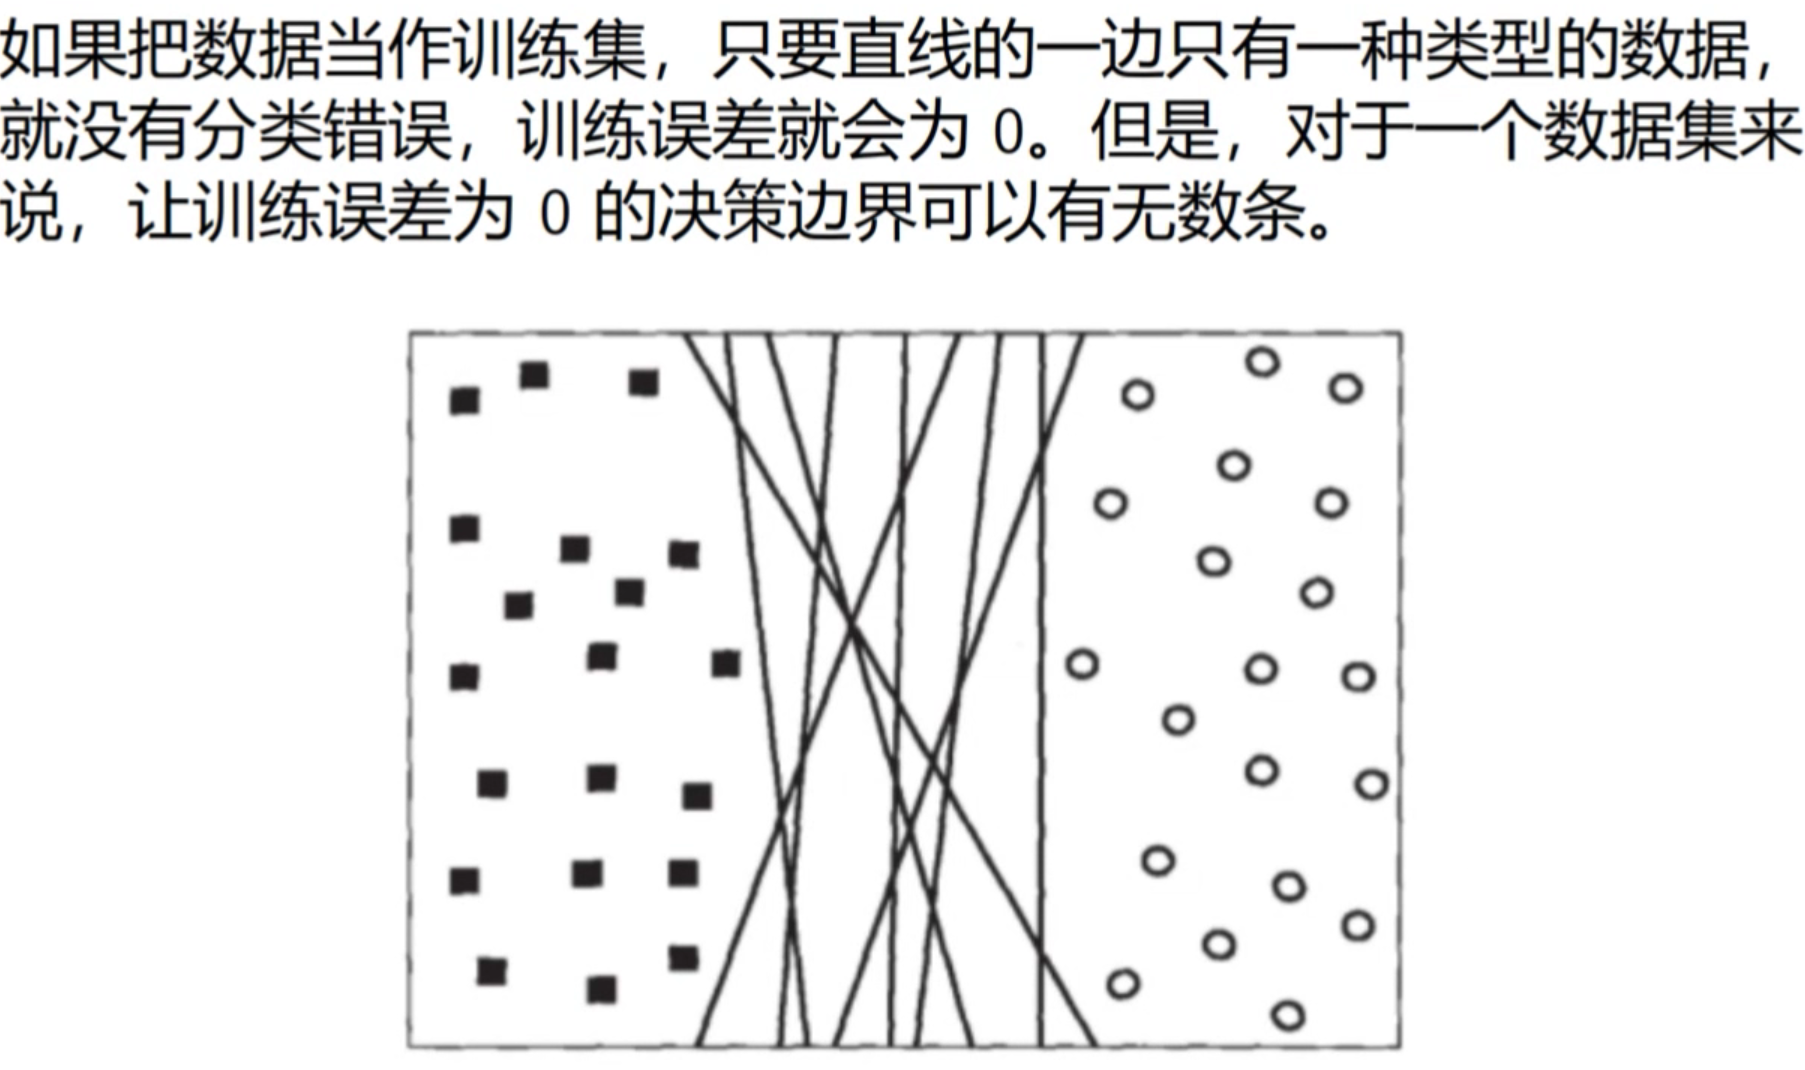 如果把数据当作训练集，只要直线的一边只有一种类型的数据，
就没有分类错误，训练误差就会为 0。但是，对于一个数据集来
说，让训练误差为 0 的决策边界可以有无数条。